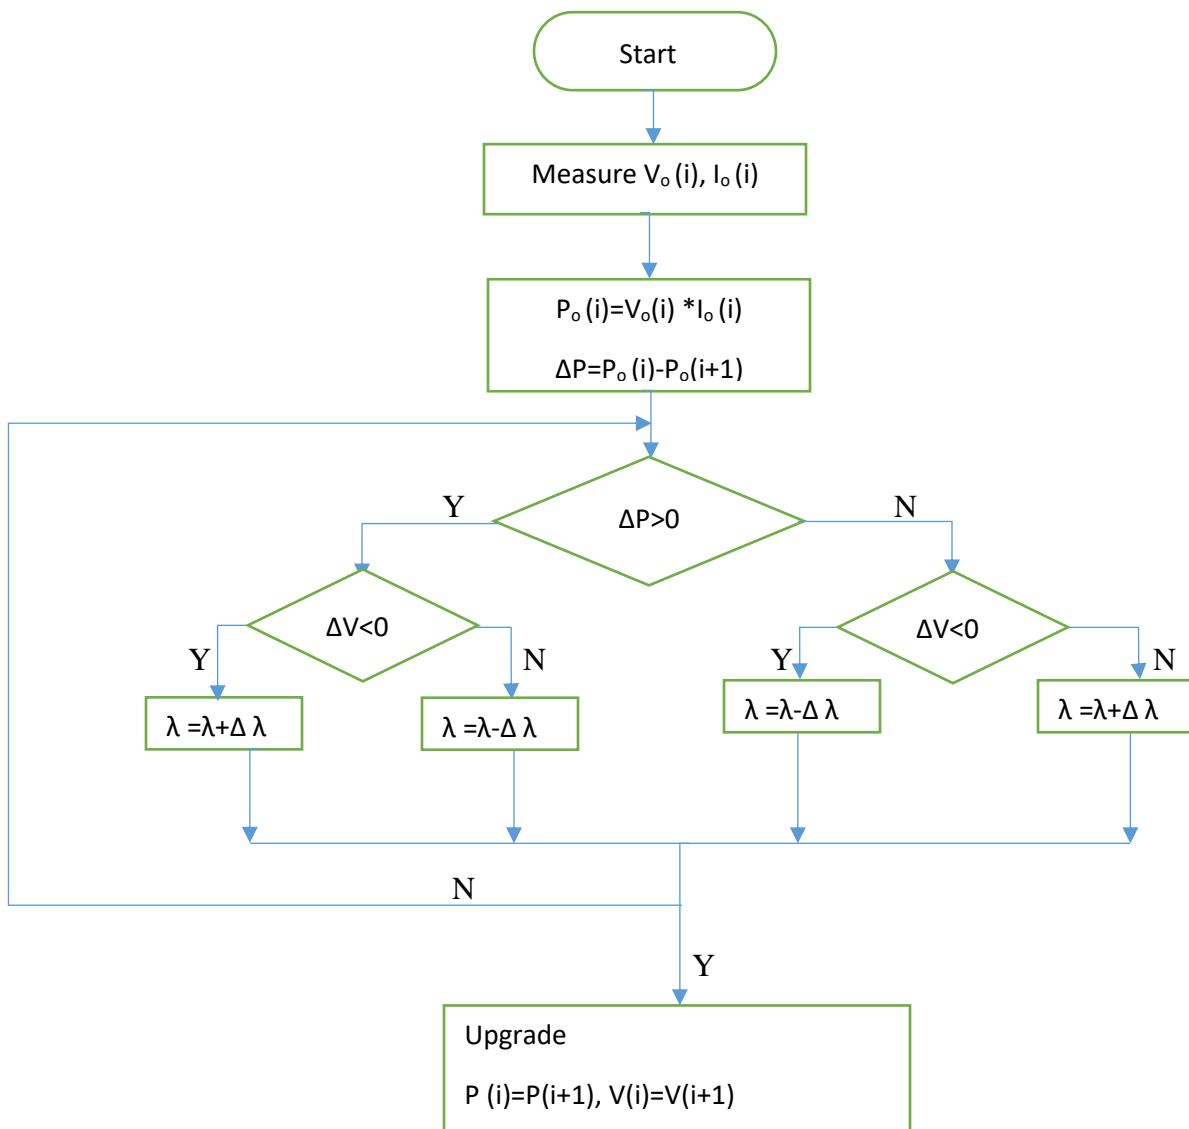 Start
Measure Vₒ (i), Iₒ (i)
Pₒ (i)=Vₒ(i) *Iₒ (i)
ΔP=Pₒ (i)-Pₒ(i+1)
Y
ΔP>0
N
ΔV<0
Y
N
ΔV<0
Y
N
λ =λ+Δ λ
λ =λ-Δ λ
λ =λ-Δ λ
λ =λ+Δ λ
N
Y
Upgrade
P (i)=P(i+1), V(i)=V(i+1)